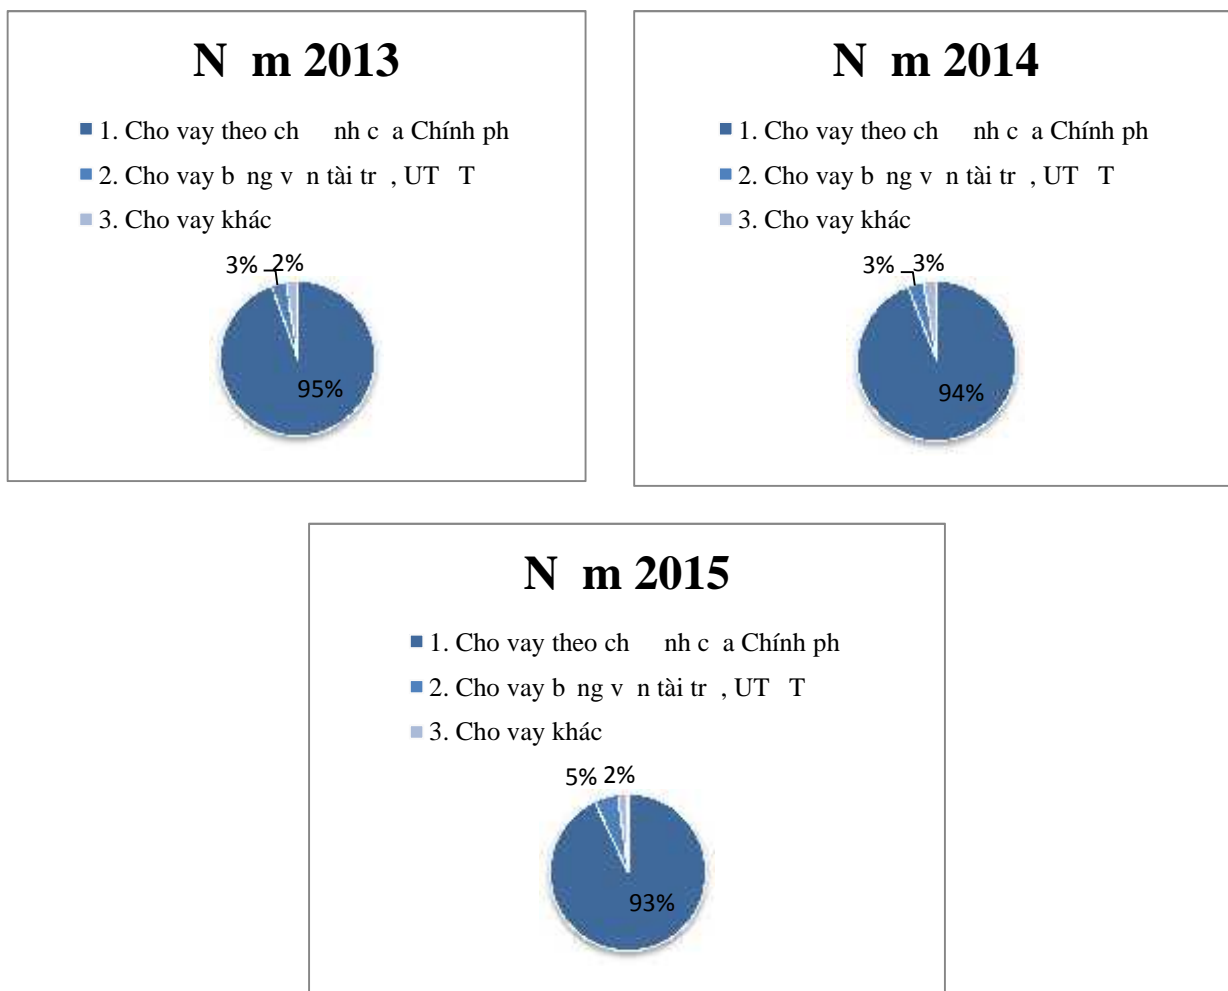 N m 2013
1. Cho vay theo ch nh c a Chính ph
2. Cho vay b ng v n tài tr , UT T
3. Cho vay khác
3% 2%
95%
N m 2014
1. Cho vay theo ch nh c a Chính ph
2. Cho vay b ng v n tài tr , UT T
3. Cho vay khác
3% 3%
94%
N m 2015
1. Cho vay theo ch nh c a Chính ph
2. Cho vay b ng v n tài tr , UT T
3. Cho vay khác
5% 2%
93%